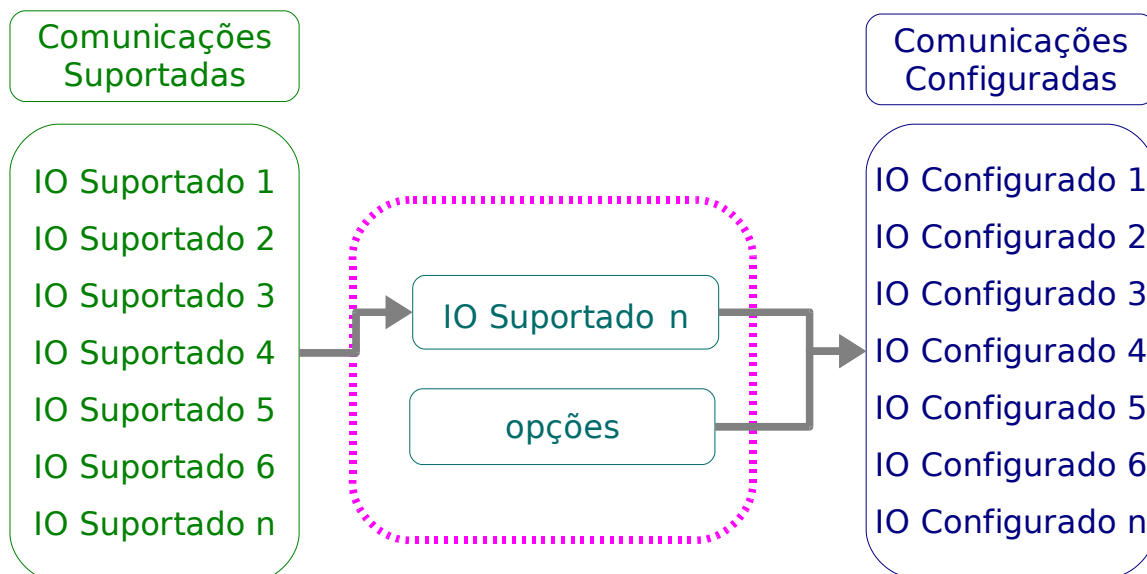 Comunicações
Suportadas
IO Suportado 1
IO Suportado 2
IO Suportado 3
IO Suportado 4
IO Suportado 5
IO Suportado 6
IO Suportado n
IO Suportado n
opções
Comunicações
Configuradas
IO Configurado 1
IO Configurado 2
IO Configurado 3
IO Configurado 4
IO Configurado 5
IO Configurado 6
IO Configurado n